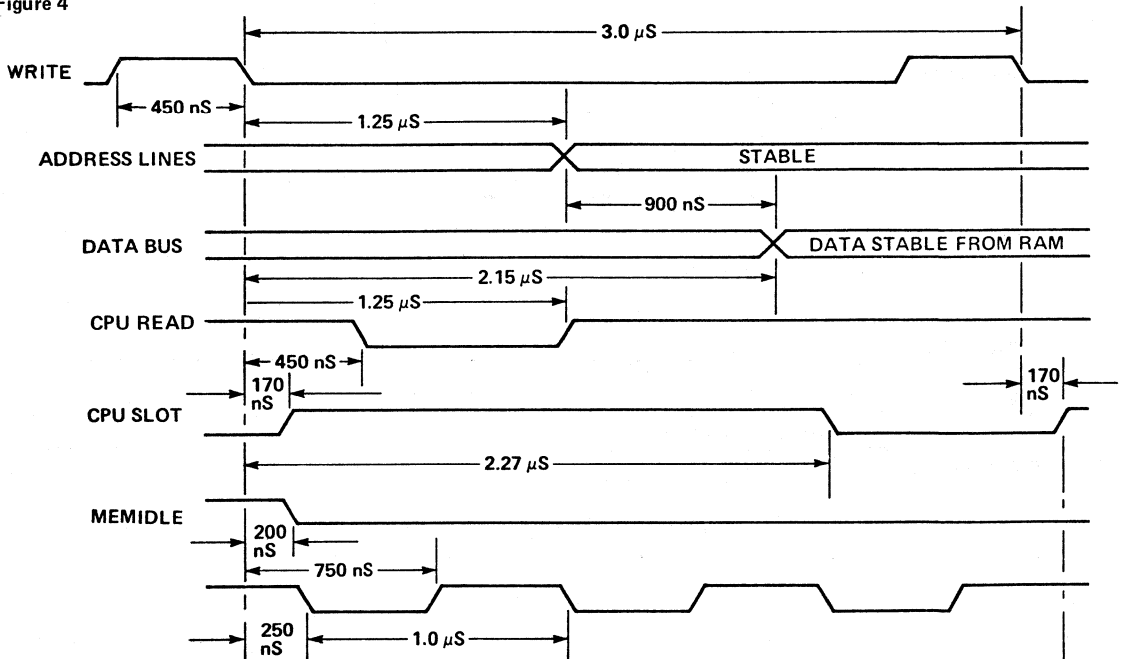 Figure 4
3.0 µS
WRITE
450 nS
1.25 µS
ADDRESS LINES
STABLE
900 nS
DATA BUS
DATA STABLE FROM RAM
2.15 µS
1.25 µS
CPU READ
450 nS
170 nS
170 nS
CPU SLOT
2.27 µS
MEMIDLE
200 nS
750 nS
250 nS
1.0 µS